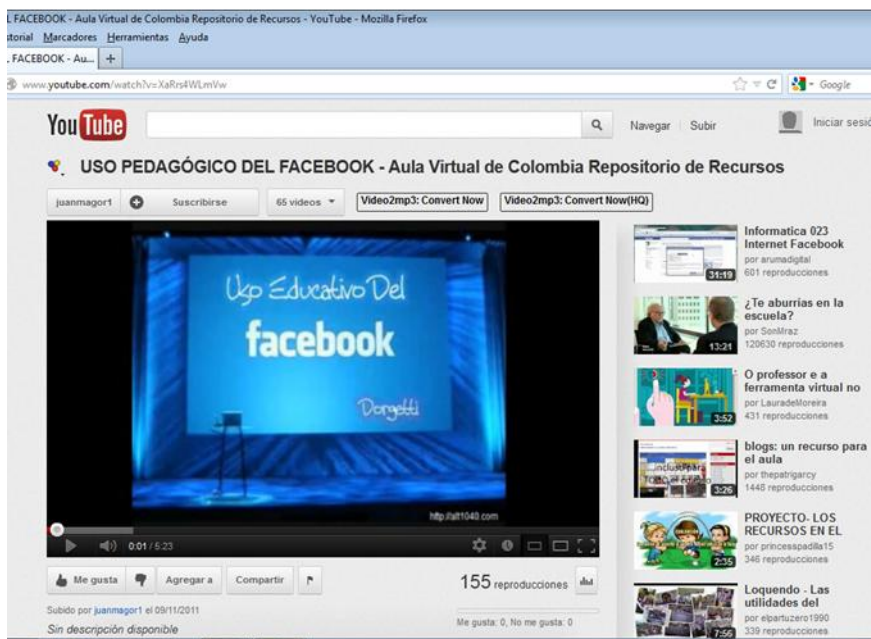 L FACEBOOK - Aula Virtual de Colombia Repositorio de Recursos - YouTube - Mozilla Firefox
storial Marcadores Herramientas Ayuda
L FACEBOOK - Au... +
www.youtube.com/watch?v=XaRrs4WLmVw
Google
YouTube
Navegar Subir
Iniciar sesió
USO PEDAGÓGICO DEL FACEBOOK - Aula Virtual de Colombia Repositorio de Recursos
juanmagor1 Suscribirse 65 videos Video2mp3: Convert Now Video2mp3: Convert Now(HQ)
Uso Educativo Del
facebook
Dorgetti
http://alt1040.com
0:01 / 5:23
Me gusta Agregar a Compartir
155 reproducciones
Subido por juanmagor1 el 09/11/2011
Sin descripción disponible
Me gusta: 0, No me gusta: 0
31:19
Informatica 023
Internet Facebook
por arumadigital
601 reproducciones
13:21
¿Te aburrías en la
escuela?
por SonMraz
120630 reproducciones
3:52
O professor e a
ferramenta virtual no
por LauradeMoreira
431 reproducciones
incluso para
TODO el
3:26
blogs: un recurso para
el aula
por thepatrigarcy
1446 reproducciones
2:35
PROYECTO- LOS
RECURSOS EN EL
por princesspadilla15
346 reproducciones
7:56
Loquendo - Las
utilidades del
por elpartuzero1990
339 reproducciones